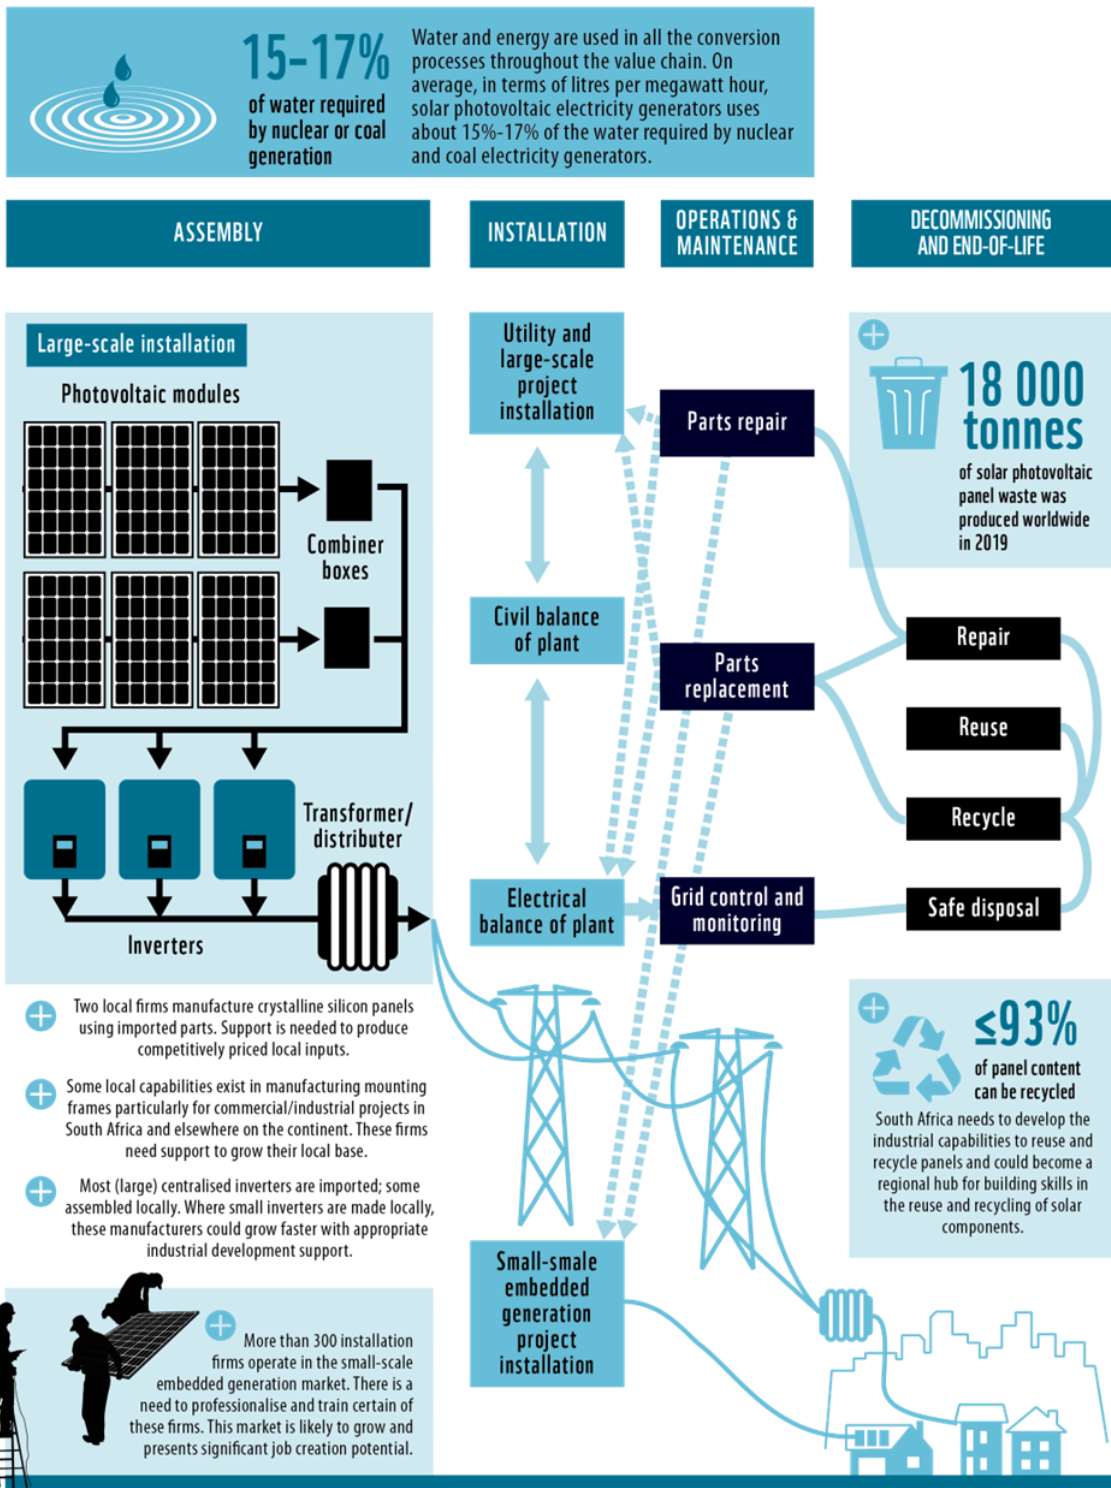 15-17%
of water required
by nuclear or coal
generation
Water and energy are used in all the conversion
processes throughout the value chain. On
average, in terms of litres per megawatt hour,
solar photovoltaic electricity generators uses
about 15%-17% of the water required by nuclear
and coal electricity generators.
ASSEMBLY
INSTALLATION
OPERATIONS &
MAINTENANCE
DECOMMISSIONING
AND END-OF-LIFE
Large-scale installation
Photovoltaic modules
Combiner
boxes
Transformer/
distributer
Inverters
Two local firms manufacture crystalline silicon panels
using imported parts. Support is needed to produce
competitively priced local inputs.
Some local capabilities exist in manufacturing mounting
frames particularly for commercial/industrial projects in
South Africa and elsewhere on the continent. These firms
need support to grow their local base.
Most (large) centralised inverters are imported; some
assembled locally. Where small inverters are made locally,
these manufacturers could grow faster with appropriate
industrial development support.
More than 300 installation
firms operate in the small-scale
embedded generation market. There is a
need to professionalise and train certain of
these firms. This market is likely to grow and
presents significant job creation potential.
Utility and
large-scale
project
installation
Civil balance
of plant
Electrical
balance of plant
Small-smale
embedded
generation
project
installation
Parts repair
Parts
replacement
Grid control and
monitoring
18 000
tonnes
of solar photovoltaic
panel waste was
produced worldwide
in 2019
Repair
Reuse
Recycle
Safe disposal
≤93%
of panel content
can be recycled
South Africa needs to develop the
industrial capabilities to reuse and
recycle panels and could become a
regional hub for building skills in
the reuse and recycling of solar
components.